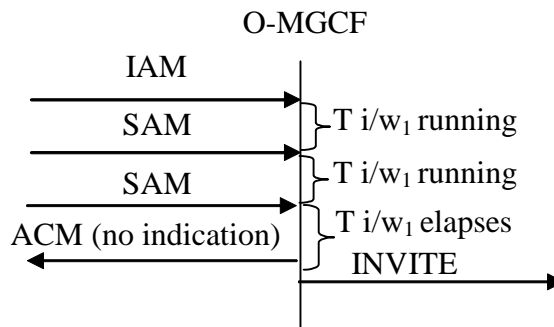 O-MGCF
IAM
T i/w₁ running
SAM
T i/w₁ running
SAM
T i/w₁ elapses
ACM (no indication)
INVITE